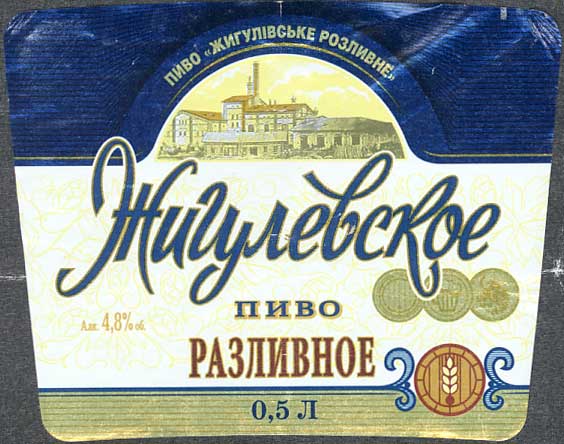 ПИВО «ЖИГУЛІВСЬКЕ РОЗЛИВНЕ»
Жигулевское
ПИВО
Алк. 4,8% об.
РАЗЛИВНОЕ
0,5 Л